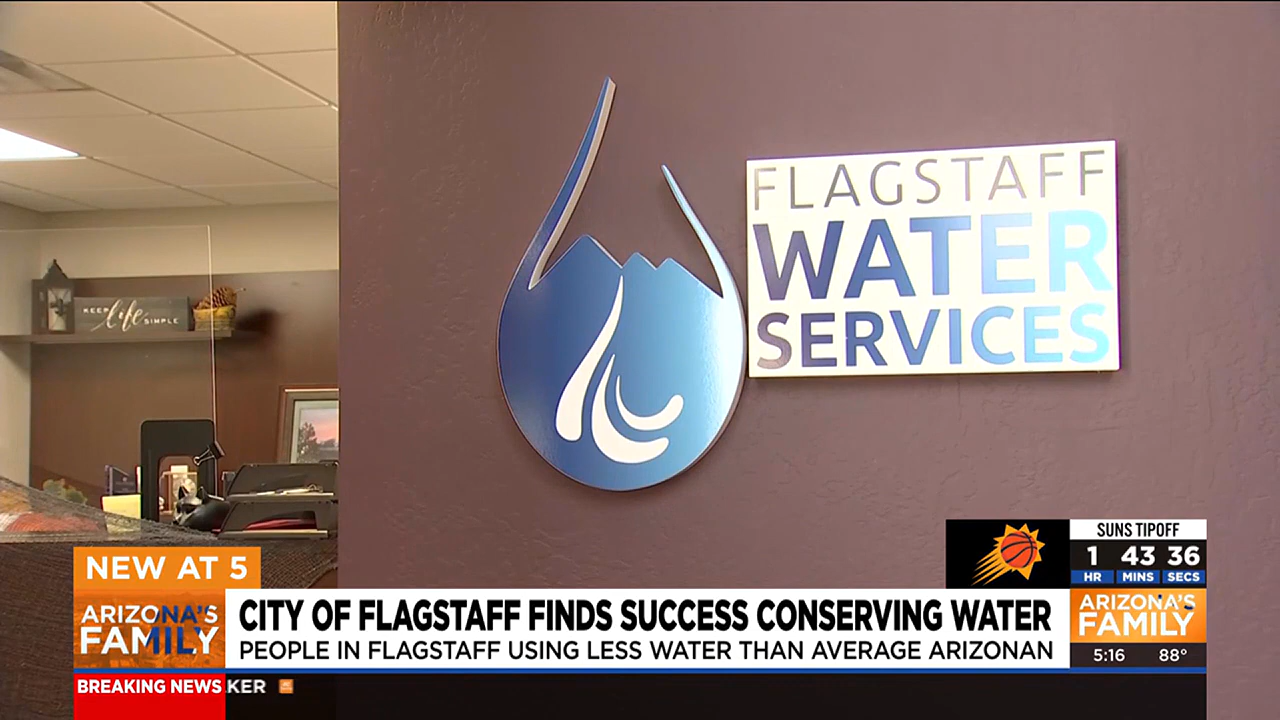 FLAGSTAFF
WATER
SERVICES
KEEP life SIMPLE
SUNS TIPOFF
1 43 36
HR MINS SECS
NEW AT 5
ARIZONA'S
FAMILY
CITY OF FLAGSTAFF FINDS SUCCESS CONSERVING WATER
PEOPLE IN FLAGSTAFF USING LESS WATER THAN AVERAGE ARIZONAN
ARIZONA'S
FAMILY
5:16 88°
BREAKING NEWS KER